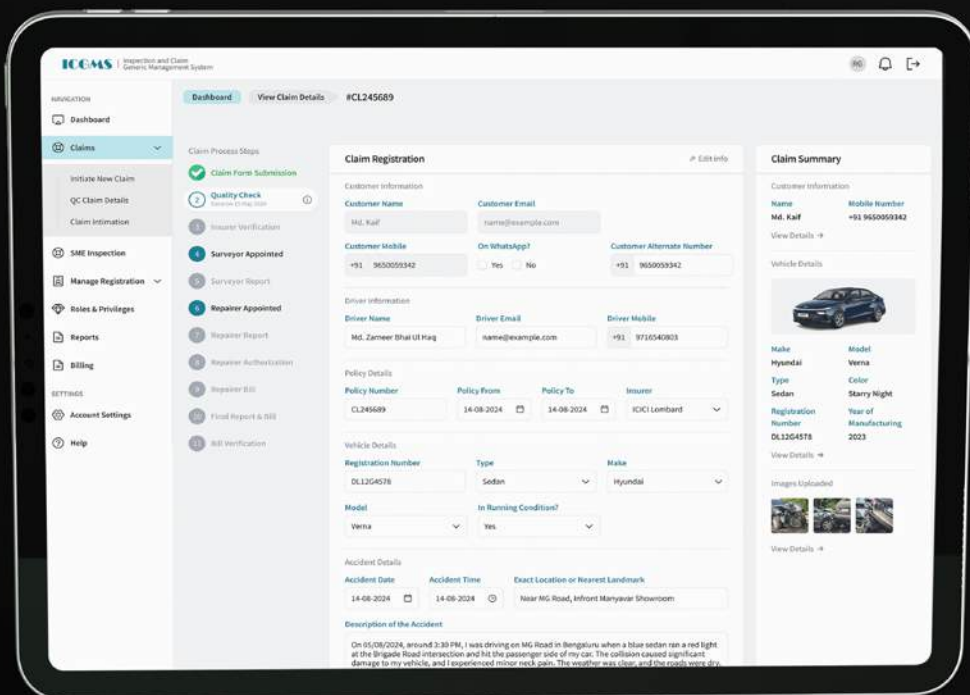 ICGMS | Inspection and Claim
Generic Management System
RG
NAVIGATION
Dashboard
Claims
Initiate New Claim
QC Claim Details
Claim Intimation
SME Inspection
Manage Registration
Roles & Privileges
Reports
Billing
SETTINGS
Account Settings
Help
Dashboard
View Claim Details
#CL245689
Claim Process Steps
Claim Form Submission
2 Quality Check
3 Insurer Verification
4 Surveyor Appointed
5 Surveyor Report
6 Repairer Appointed
7 Repairer Report
8 Repairer Authorization
9 Repairer Bill
10 Final Report & Bill
11 Bill Verification
Claim Registration
Edit info
Customer Information
Customer Name Customer Email
Md. Kaif name@example.com
Customer Mobile On WhatsApp? Customer Alternate Number
+91 9650059342 Yes No +91 9650059342
Driver Information
Driver Name Driver Email Driver Mobile
Md. Zameer Bhai Ul Haq name@example.com +91 9716540803
Policy Details
Policy Number Policy From Policy To Insurer
CL245689 14-08-2024 14-08-2024 ICICI Lombard
Vehicle Details
Registration Number Type Make
DL12G4578 Sedan Hyundai
Model In Running Condition?
Verna Yes
Accident Details
Accident Date Accident Time Exact Location or Nearest Landmark
14-08-2024 14-08-2024 Near MG Road, Infront Manyavar Showroom
Description of the Accident
On 05/08/2024, around 3:30 PM, I was driving on MG Road in Bengaluru when a blue sedan ran a red light
at the Brigade Road intersection and hit the passenger side of my car. The collision caused significant
damage to my vehicle, and I experienced minor neck pain. The weather was clear, and the roads were dry.
Claim Summary
Customer Information
Name Mobile Number
Md. Kaif +91 9650059342
View Details →
Vehicle Details
Make Model
Hyundai Verna
Type Color
Sedan Starry Night
Registration Year of
Number Manufacturing
DL12G4578 2023
View Details →
Images Uploaded
View Details →